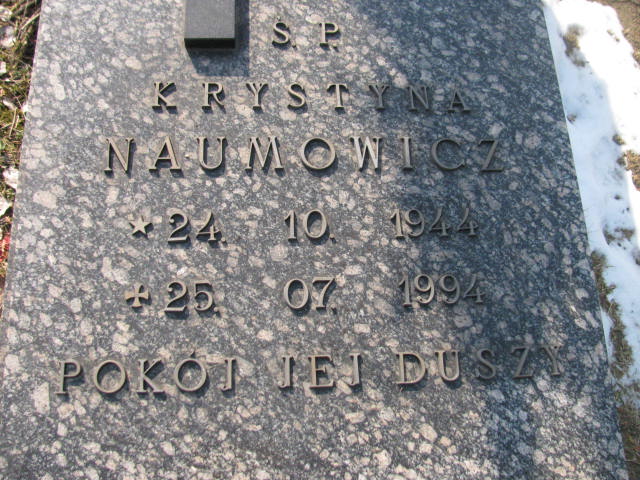 Ś. P.
KRYSTYNA
NAUMOWICZ
* 24. 10. 1944
+ 25. 07. 1994
POKÓJ JEJ DUSZY